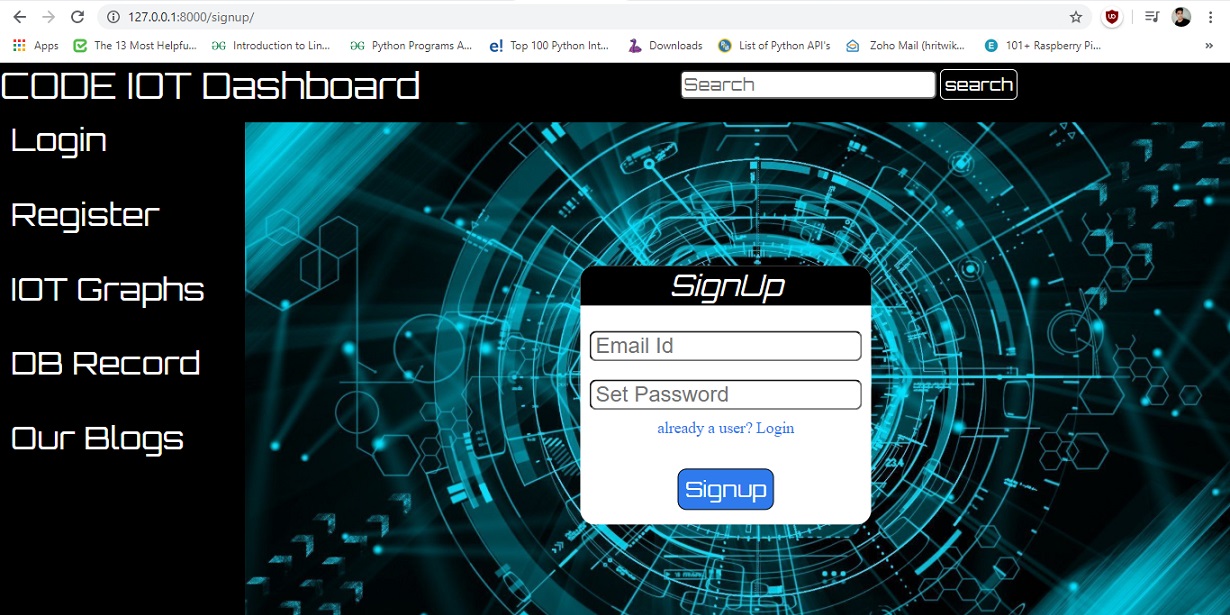 127.0.0.1:8000/signup/
Apps The 13 Most Helpfu... Introduction to Lin... Python Programs A... Top 100 Python Int... Downloads List of Python API's Zoho Mail (hritwik... 101+ Raspberry Pi... »
CODE IOT Dashboard Search search
Login
Register
IOT Graphs
DB Record
Our Blogs
SignUp
Email Id
Set Password
already a user? Login
Signup